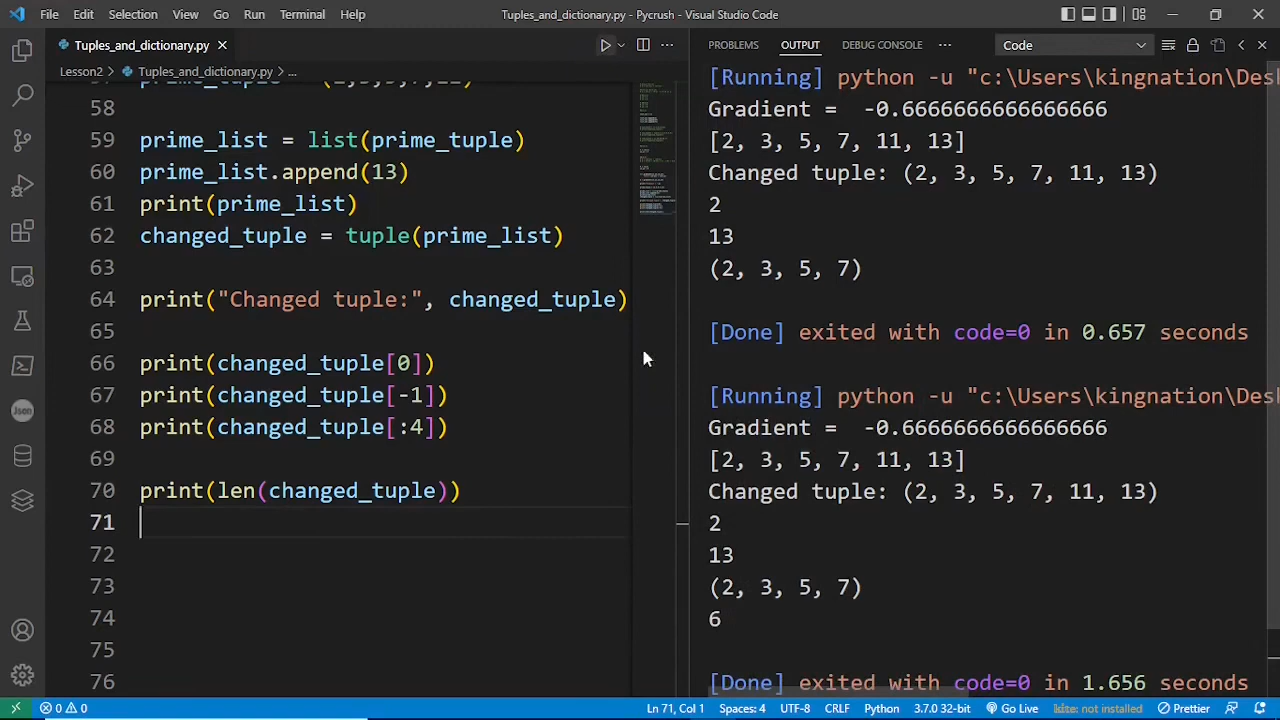 File Edit Selection View Go Run Terminal Help Tuples_and_dictionary.py - Pycrush - Visual Studio Code
Tuples_and_dictionary.py
Lesson2 > Tuples_and_dictionary.py > ...
58
59 prime_list = list(prime_tuple)
60 prime_list.append(13)
61 print(prime_list)
62 changed_tuple = tuple(prime_list)
63
64 print("Changed tuple:", changed_tuple)
65
66 print(changed_tuple[0])
67 print(changed_tuple[-1])
68 print(changed_tuple[:4])
69
70 print(len(changed_tuple))
71
72
73
74
75
76
PROBLEMS OUTPUT DEBUG CONSOLE ... Code
[Running] python -u "c:\Users\kingnation\Des
Gradient =  -0.6666666666666666
[2, 3, 5, 7, 11, 13]
Changed tuple: (2, 3, 5, 7, 11, 13)
2
13
(2, 3, 5, 7)
[Done] exited with code=0 in 0.657 seconds
[Running] python -u "c:\Users\kingnation\Des
Gradient =  -0.6666666666666666
[2, 3, 5, 7, 11, 13]
Changed tuple: (2, 3, 5, 7, 11, 13)
2
13
(2, 3, 5, 7)
6
[Done] exited with code=0 in 1.656 seconds
Json
0 0 Ln 71, Col 1 Spaces: 4 UTF-8 CRLF Python 3.7.0 32-bit Go Live kite: not installed Prettier